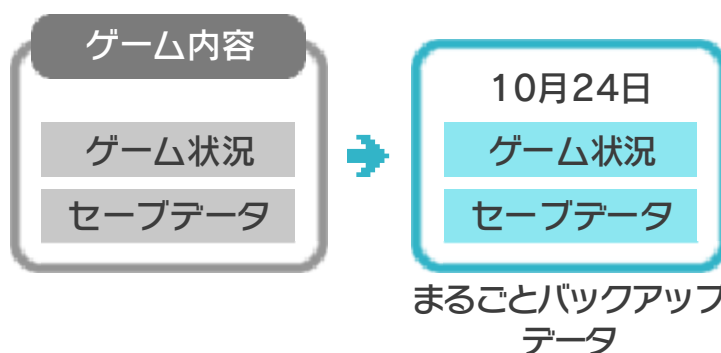 ゲーム内容
ゲーム状況
セーブデータ
10月24日
ゲーム状況
セーブデータ
まるごとバックアップ
データ